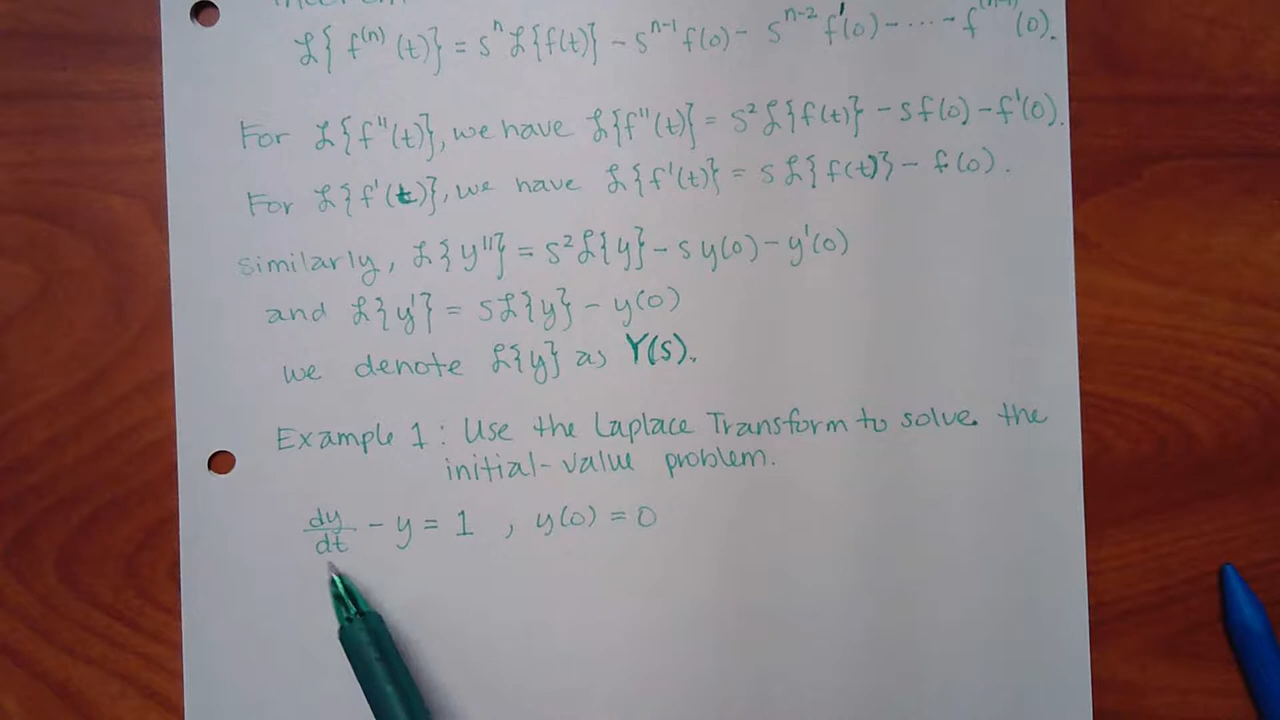 ℒ{f⁽ⁿ⁾(t)} = sⁿℒ{f(t)} - sⁿ⁻¹f(0) - sⁿ⁻²f'(0) - ... - f⁽ⁿ⁻¹⁾(0).
For ℒ{f''(t)}, we have ℒ{f''(t)} = s²ℒ{f(t)} - sf(0) - f'(0).
For ℒ{f'(t)}, we have ℒ{f'(t)} = sℒ{f(t)} - f(0).
similarly, ℒ{y''} = s²ℒ{y} - sy(0) - y'(0)
and ℒ{y'} = sℒ{y} - y(0)
we denote ℒ{y} as Y(s).
Example 1: Use the Laplace Transform to solve the
initial-value problem.
dy/dt - y = 1 , y(0) = 0